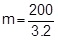 m = 200/3.2